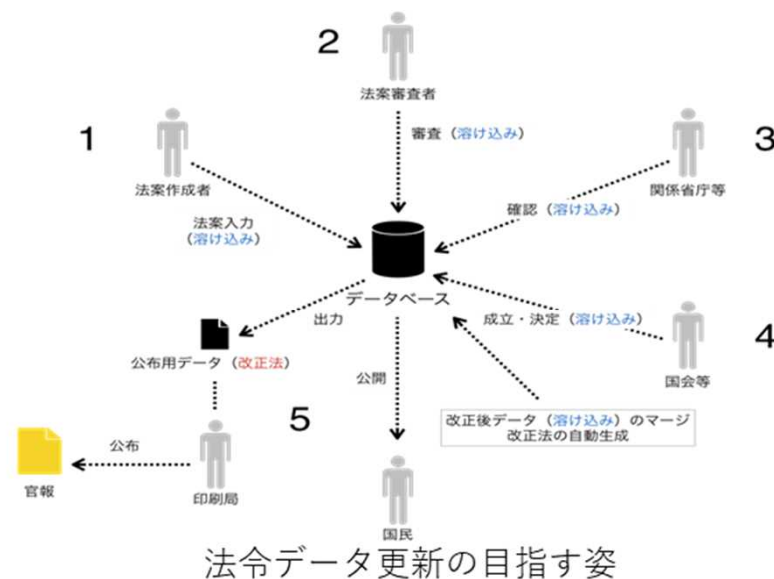 2
法案審査者
1
審査（溶け込み）
3
法案作成者
関係省庁等
法案入力
（溶け込み）
確認（溶け込み）
データベース
出力
成立・決定（溶け込み）
4
公布用データ（改正法）
公開
国会等
5
改正後データ（溶け込み）のマージ
改正法の自動生成
公布
官報
印刷局
国民
法令データ更新の目指す姿